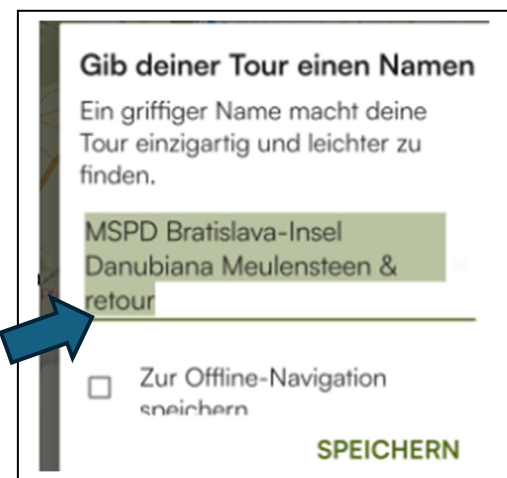 Gib deiner Tour einen Namen
Ein griffiger Name macht deine
Tour einzigartig und leichter zu
finden.
MSPD Bratislava-Insel
Danubiana Meulensteen &
retour
Zur Offline-Navigation
speichern
SPEICHERN